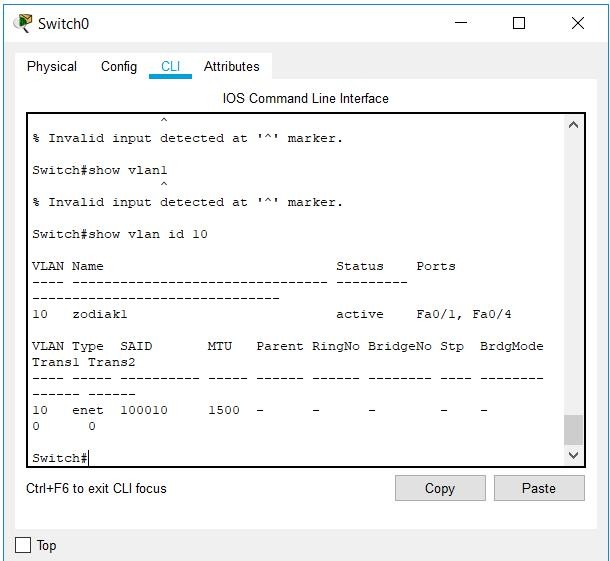 Switch0
Physical Config CLI Attributes
IOS Command Line Interface
^
% Invalid input detected at '^' marker.
Switch#show vlan1
^
% Invalid input detected at '^' marker.
Switch#show vlan id 10
VLAN Name                             Status    Ports
---- -------------------------------- ---------
-------------------------------
10   zodiak1                          active    Fa0/1, Fa0/4
VLAN Type  SAID       MTU   Parent RingNo BridgeNo Stp  BrdgMode
Trans1 Trans2
---- ----- ---------- ----- ------ ------ -------- ---- --------
------ ------
10   enet  100010     1500  -      -      -        -    -
0      0
Switch#
Ctrl+F6 to exit CLI focus
Copy Paste
Top